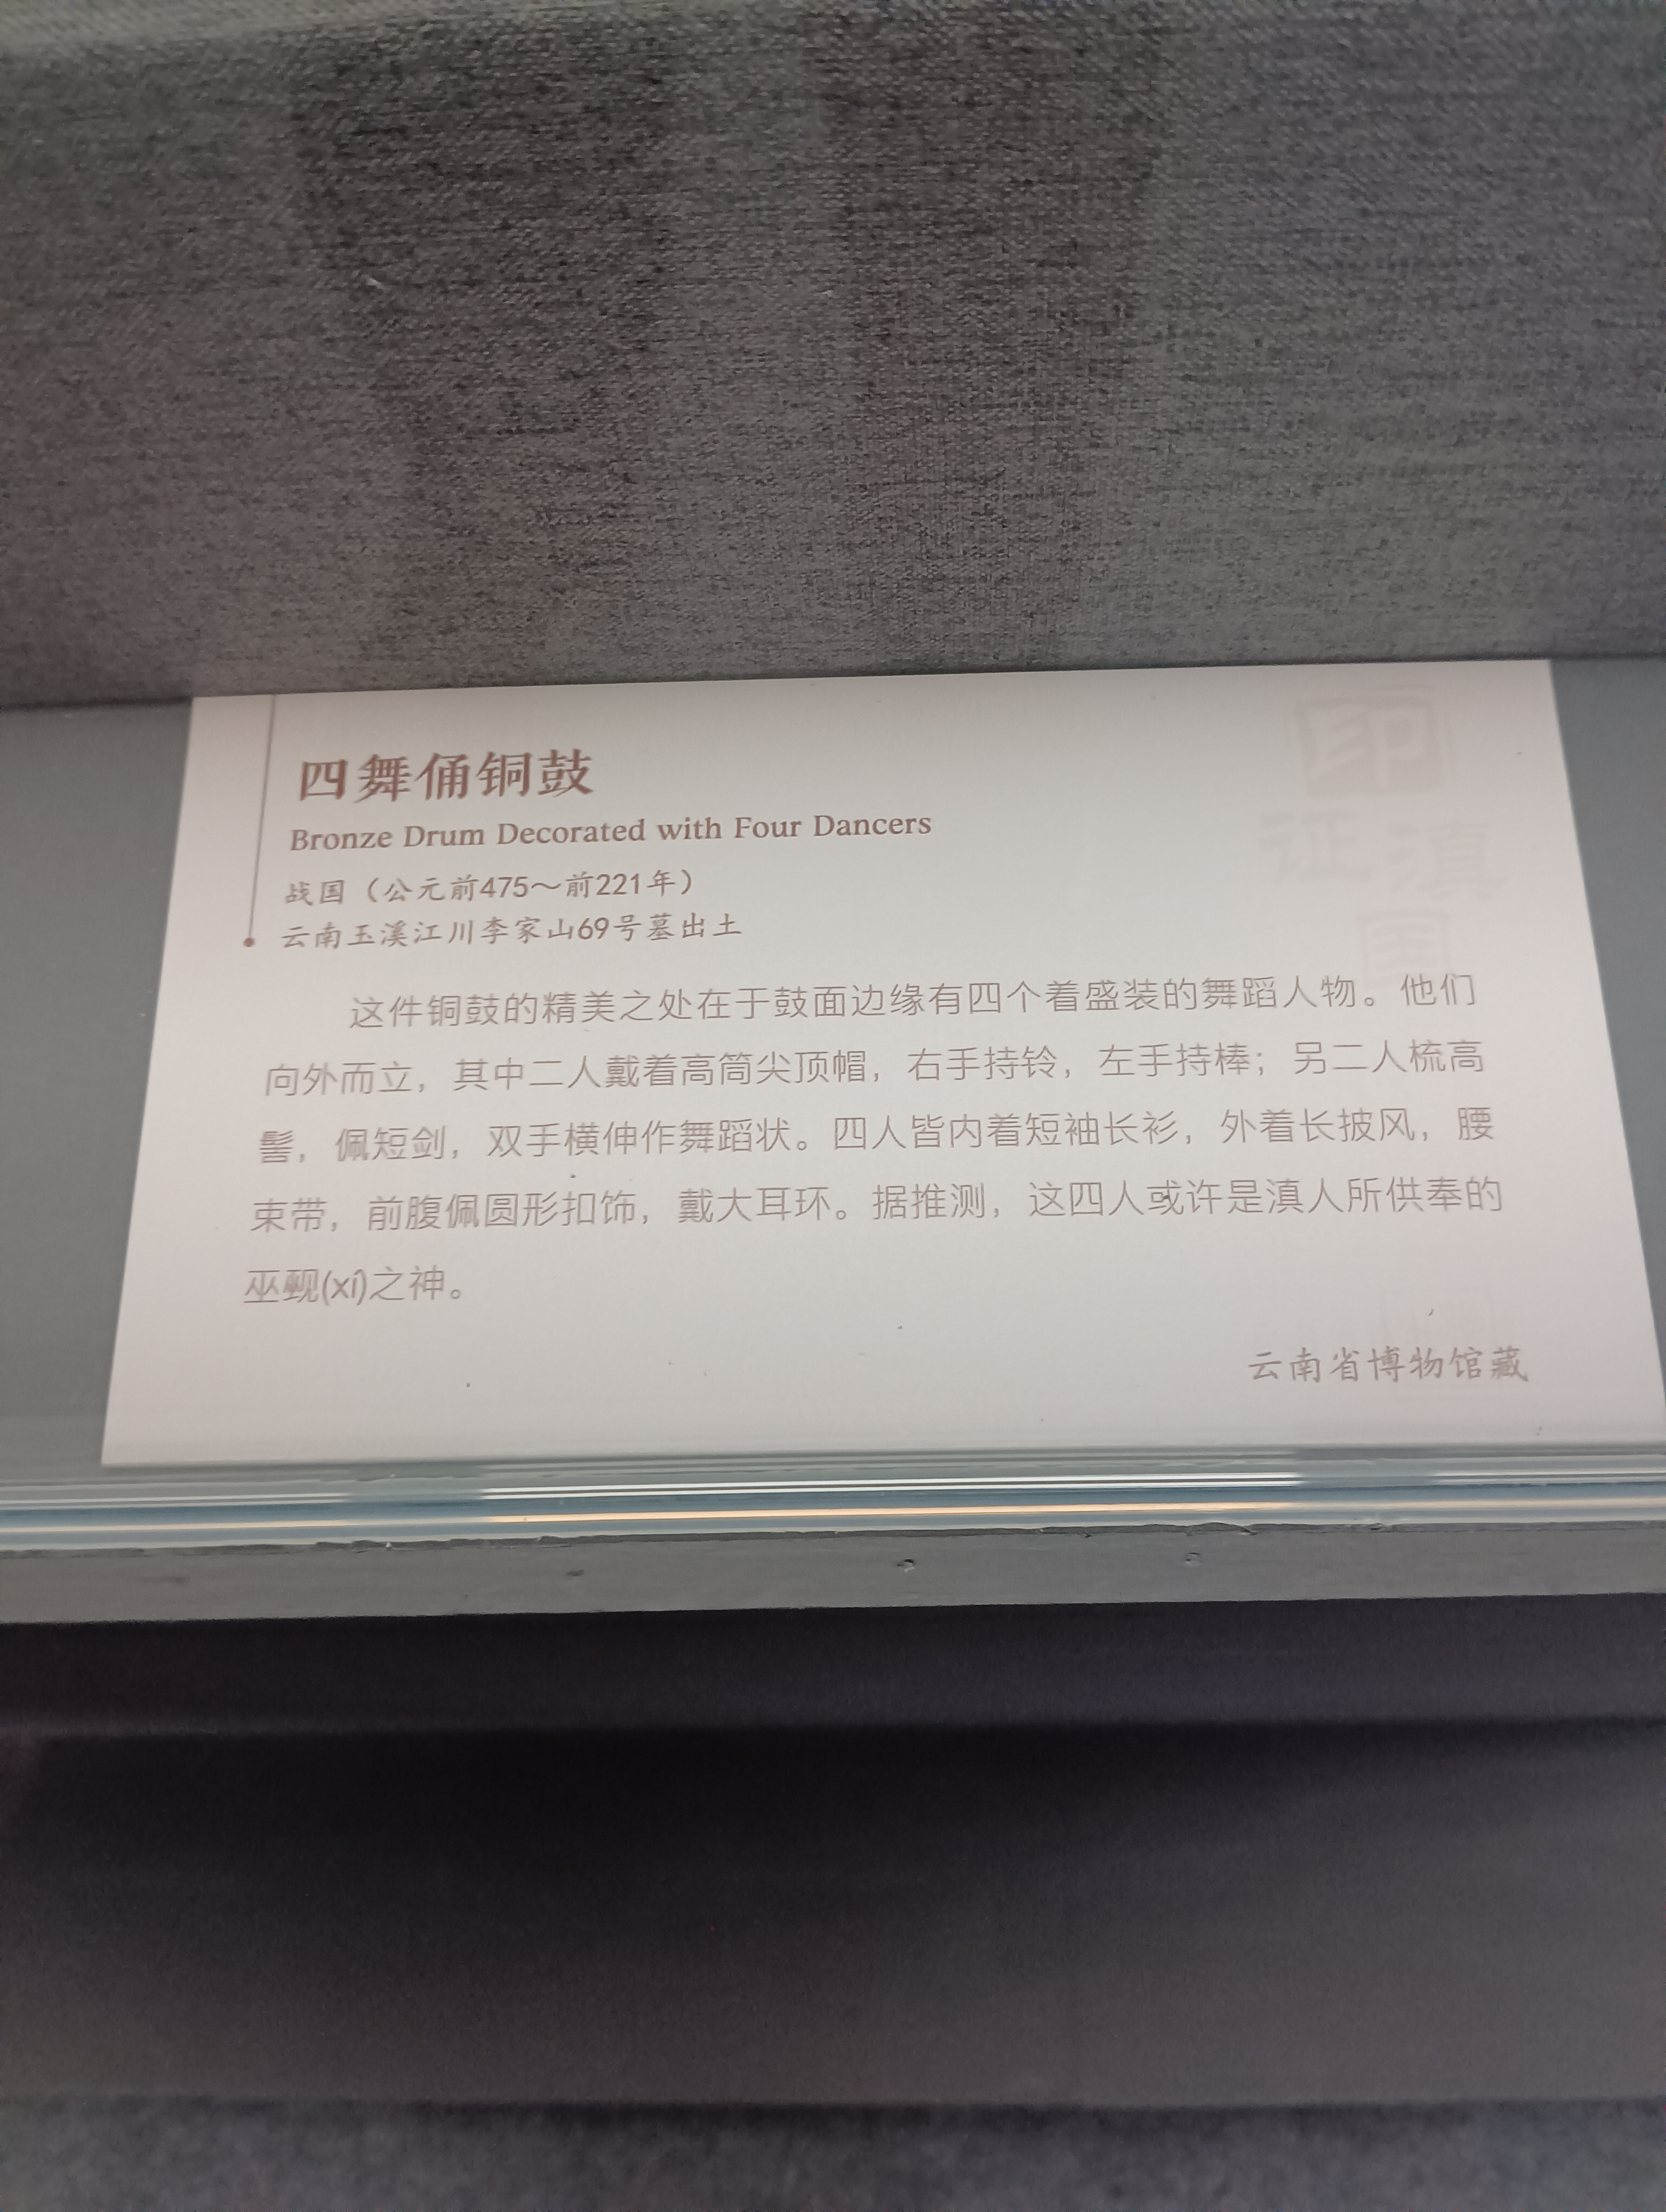 四舞俑铜鼓
Bronze Drum Decorated with Four Dancers
战国（公元前475～前221年）
云南玉溪江川李家山69号墓出土
这件铜鼓的精美之处在于鼓面边缘有四个着盛装的舞蹈人物。他们
向外而立，其中二人戴着高筒尖顶帽，右手持铃，左手持棒；另二人梳高
髻，佩短剑，双手横伸作舞蹈状。四人皆内着短袖长衫，外着长披风，腰
束带，前腹佩圆形扣饰，戴大耳环。据推测，这四人或许是滇人所供奉的
巫觋(xí)之神。
云南省博物馆藏
印
证滇
国